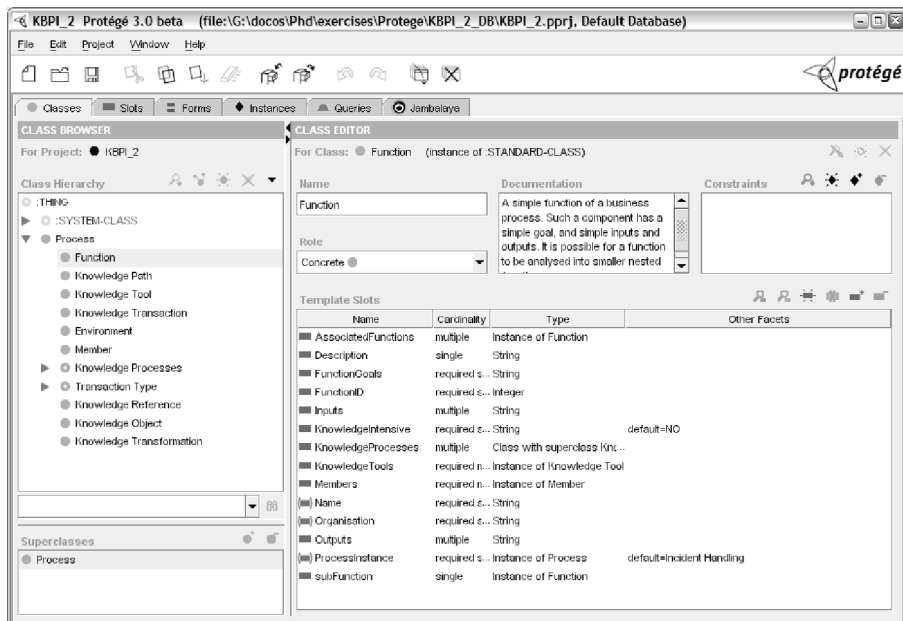 KBPI_2 Protégé 3.0 beta (file:\G:\docos\Phd\exercises\Protege\KBPI_2_DB\KBPI_2.pprj, Default Database)
File Edit Project Window Help
protégé
Classes Slots Forms Instances Queries Jambalaya
CLASS BROWSER
For Project: KBPI_2
Class Hierarchy
:THING
:SYSTEM-CLASS
Process
Function
Knowledge Path
Knowledge Tool
Knowledge Transaction
Environment
Member
Knowledge Processes
Transaction Type
Knowledge Reference
Knowledge Object
Knowledge Transformation
Superclasses
Process
CLASS EDITOR
For Class: Function (instance of :STANDARD-CLASS)
Name
Function
Role
Concrete
Documentation
A simple function of a business
process. Such a component has a
simple goal, and simple inputs and
outputs. It is possible for a function
to be analysed into smaller nested
Constraints
Template Slots
Name Cardinality Type Other Facets
AssociatedFunctions multiple Instance of Function
Description single String
FunctionGoals required s... String
FunctionID required s... Integer
Inputs multiple String
KnowledgeIntensive required s... String default=NO
KnowledgeProcesses multiple Class with superclass Kno...
KnowledgeTools required n... Instance of Knowledge Tool
Members required n... Instance of Member
Name required s... String
Organisation required s... String
Outputs multiple String
ProcessInstance required s... Instance of Process default=Incident Handling
subFunction single Instance of Function